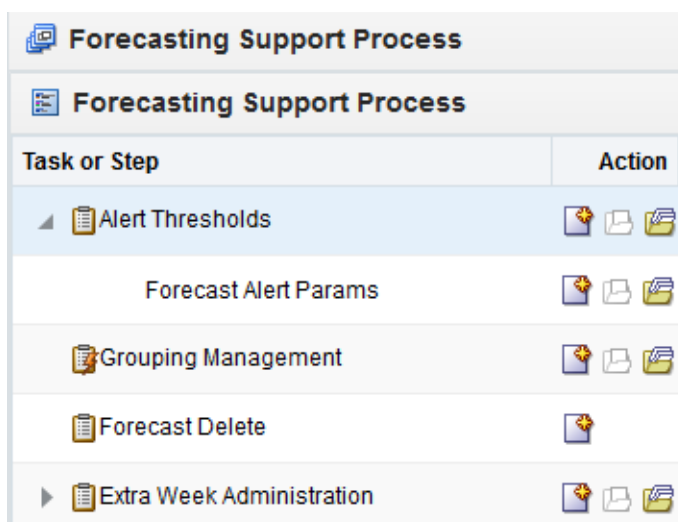 Forecasting Support Process
Forecasting Support Process
Task or Step Action
Alert Thresholds
Forecast Alert Params
Grouping Management
Forecast Delete
Extra Week Administration